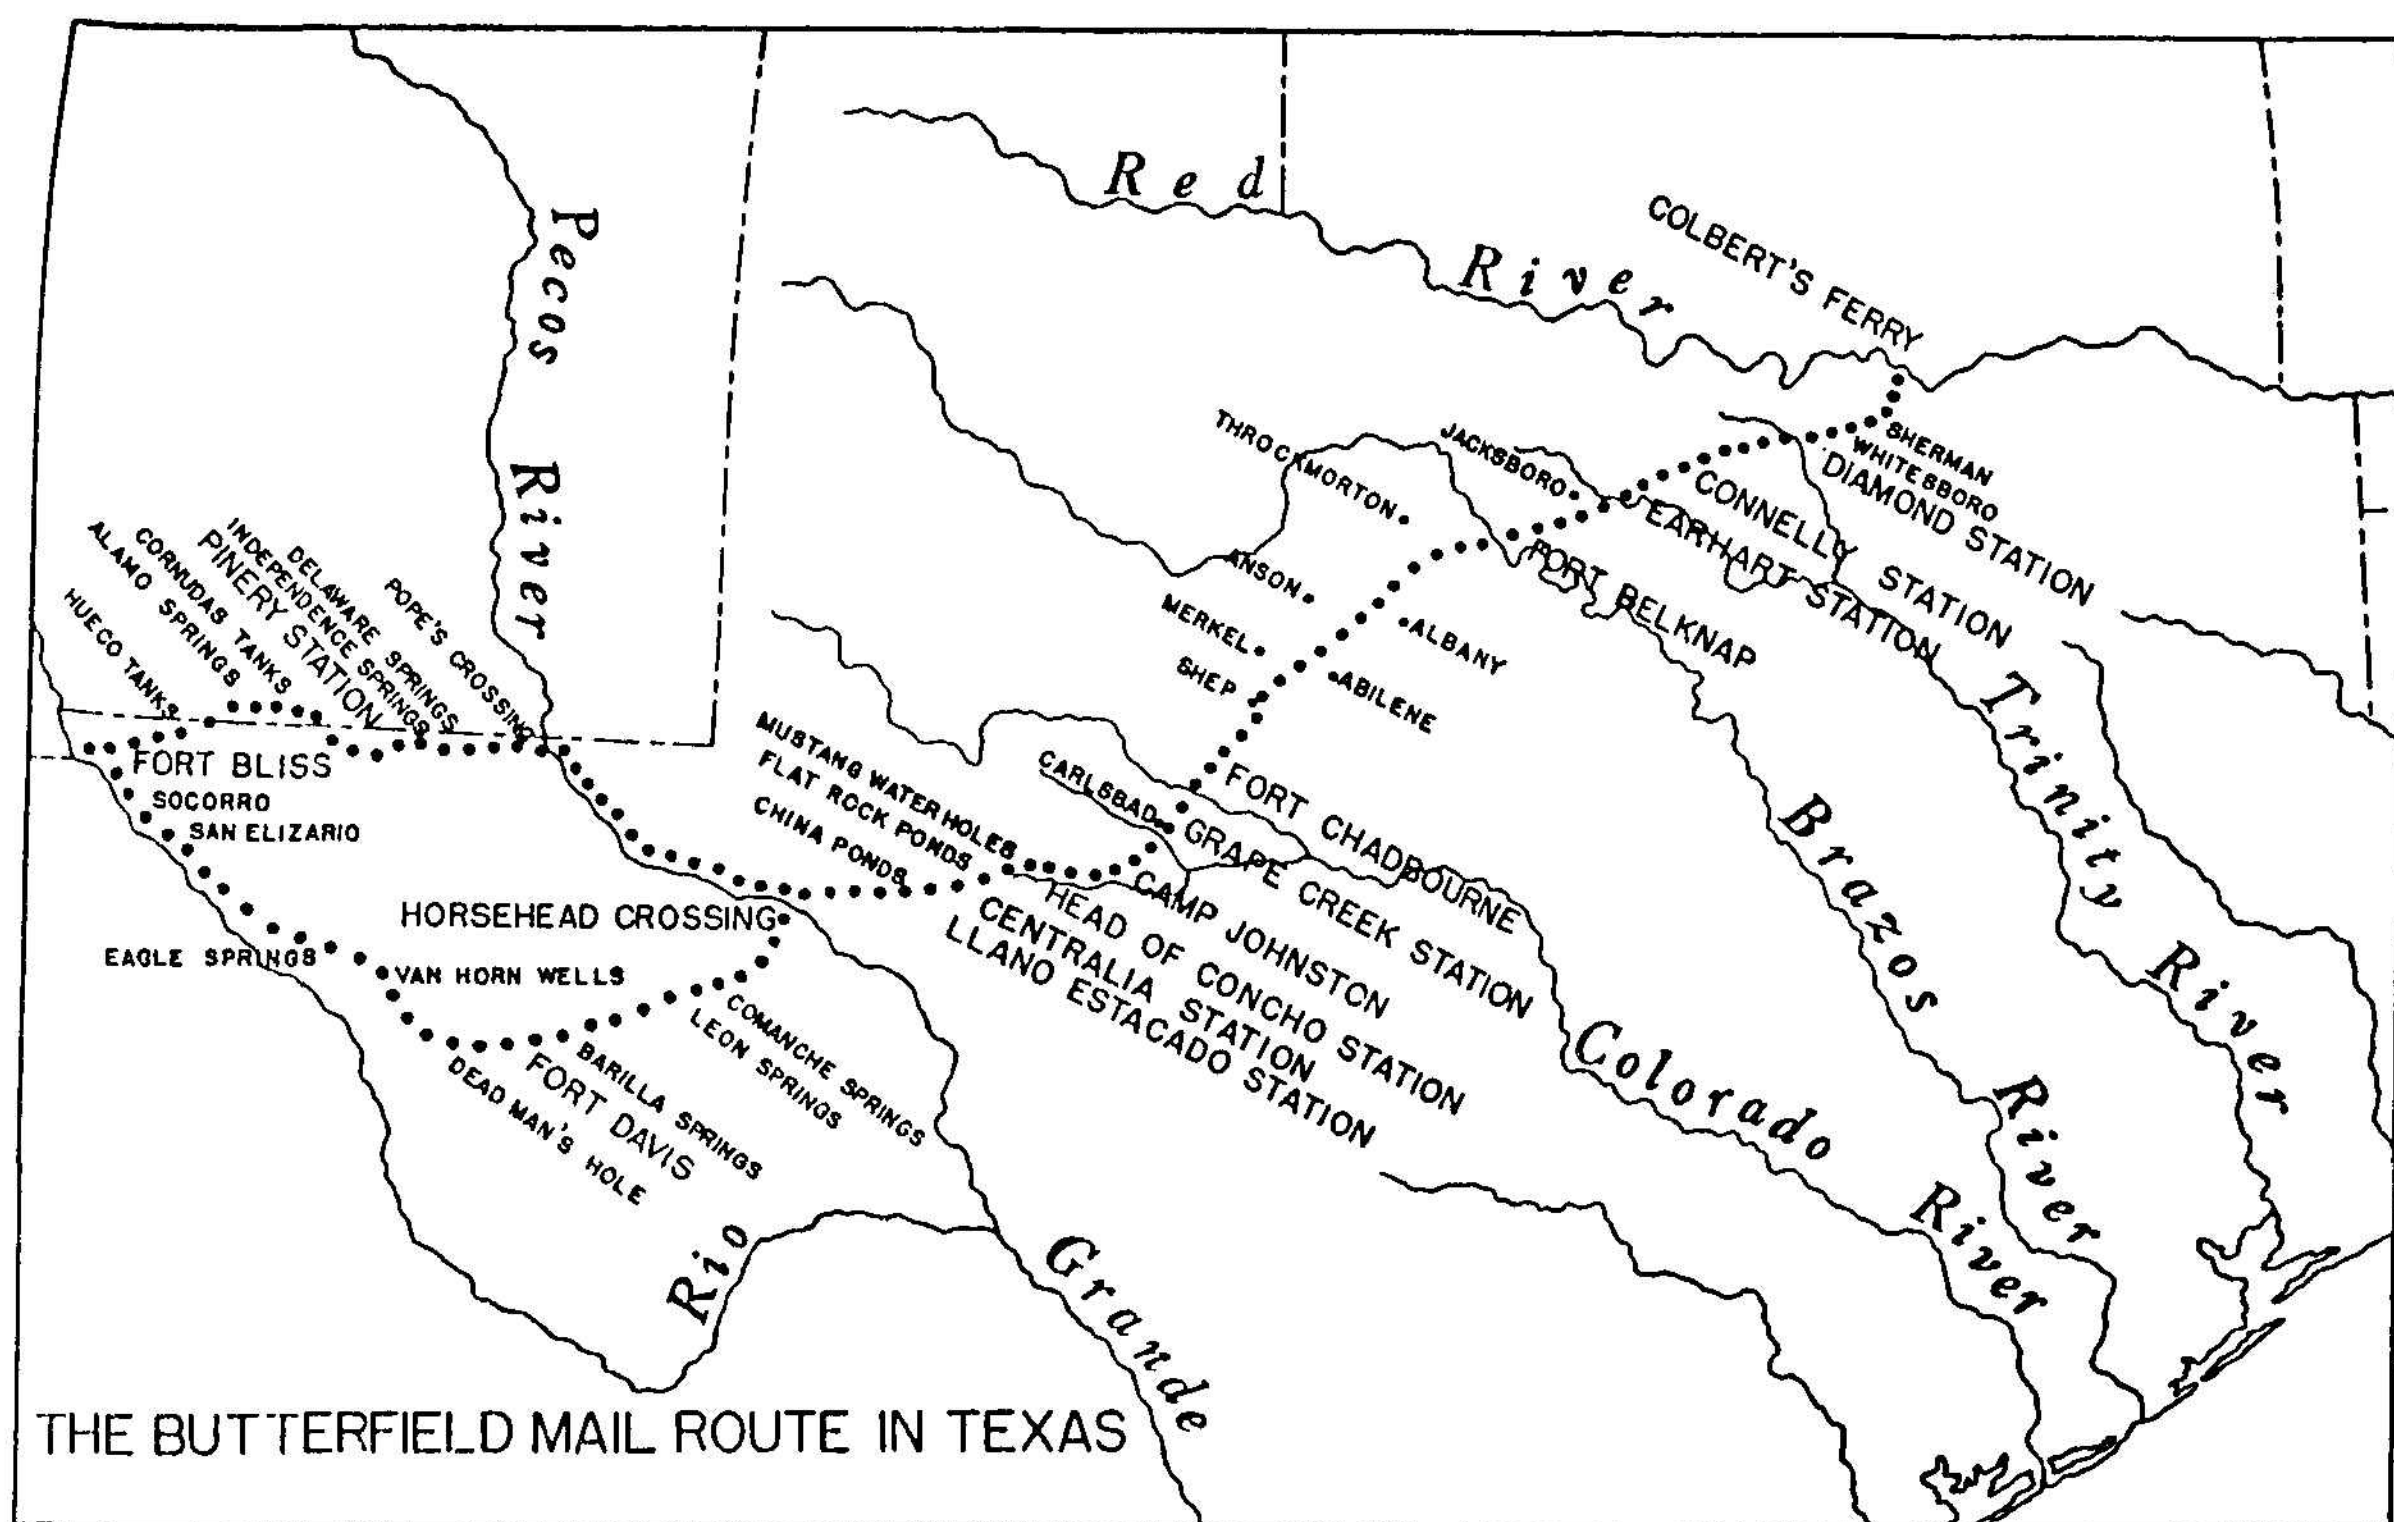 Red
River
Pecos
River
COLBERT'S FERRY
THROCKMORTON
JACKSBORO
SHERMAN
WHITESBORO
DIAMOND STATION
CONNELLY STATION
EARHART STATION
FORT BELKNAP
ANSON
MERKEL
SHEP
ALBANY
ABILENE
POPE'S CROSSING
DELAWARE SPRINGS
INDEPENDENCE SPRINGS
PINERY STATION
CORNUDAS TANKS
ALAMO SPRINGS
HUECO TANKS
FORT BLISS
SOCORRO
SAN ELIZARIO
EAGLE SPRINGS
VAN HORN WELLS
HORSEHEAD CROSSING
MUSTANG WATERHOLES
FLAT ROCK PONDS
CHINA PONDS
CARLSBAD
FORT CHADBOURNE
GRAPE CREEK STATION
CAMP JOHNSTON
HEAD OF CONCHO STATION
CENTRALIA STATION
LLANO ESTACADO STATION
COMANCHE SPRINGS
LEON SPRINGS
BARILLA SPRINGS
FORT DAVIS
DEAD MAN'S HOLE
Trinity River
Brazos River
Colorado River
Rio Grande
THE BUTTERFIELD MAIL ROUTE IN TEXAS